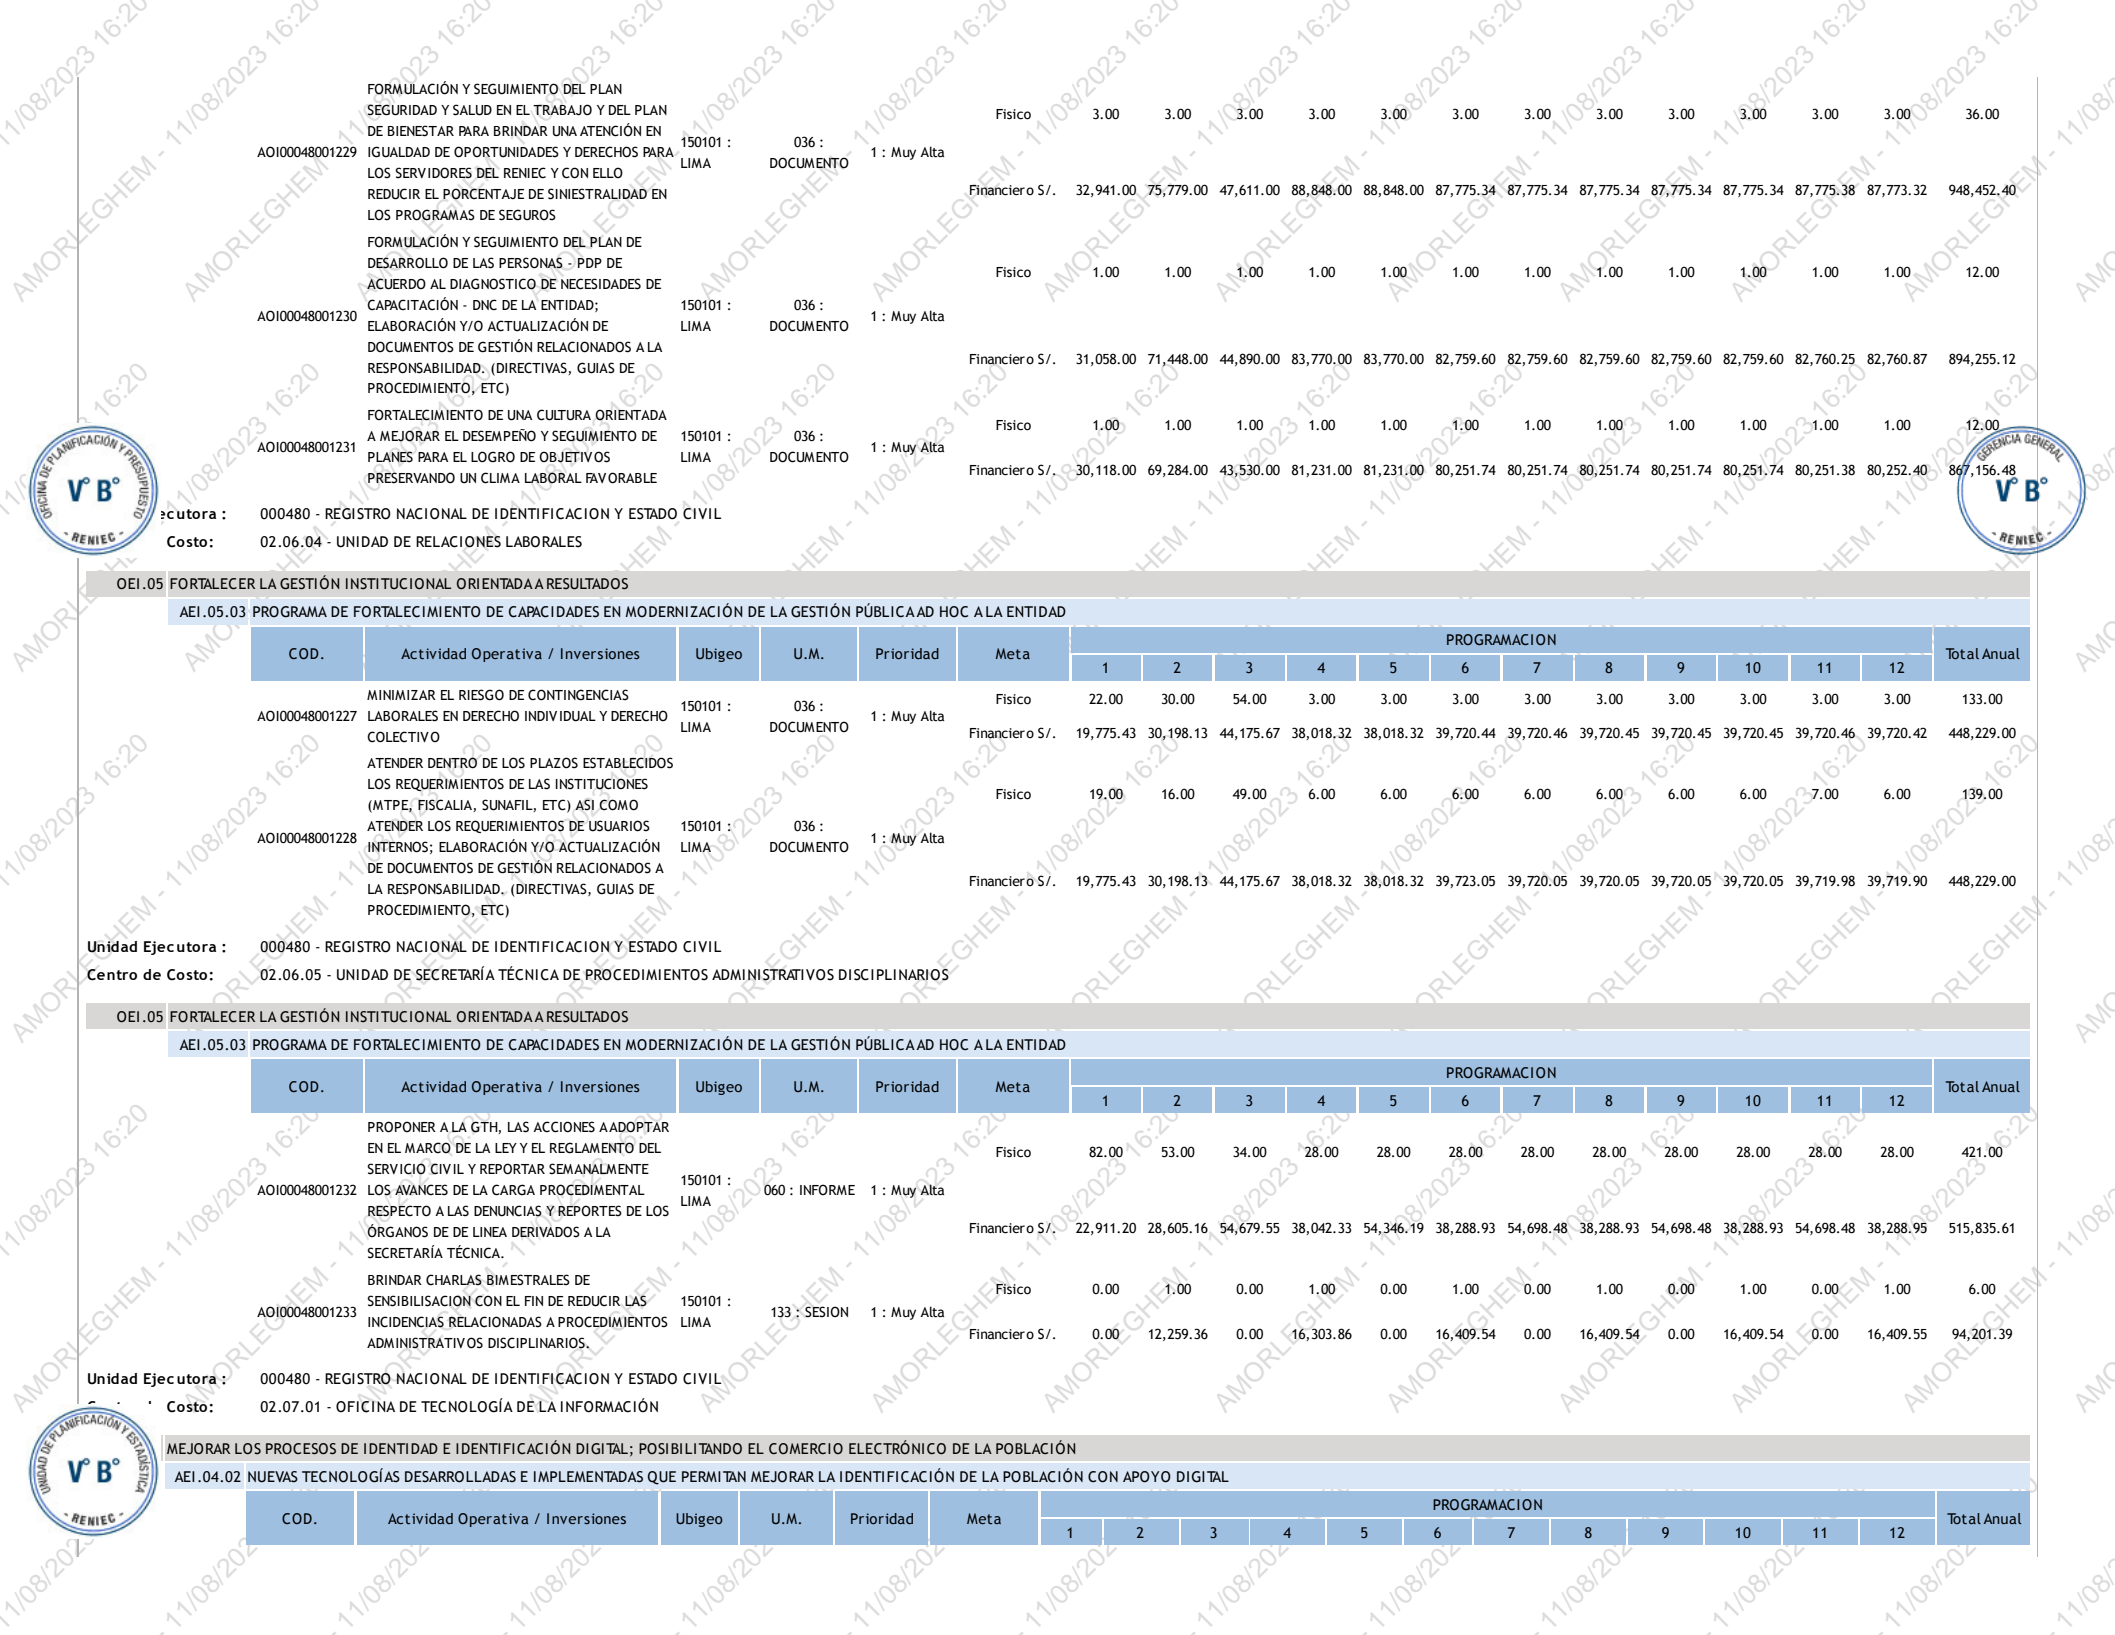 FORMULACIÓN Y SEGUIMIENTO DEL PLAN
SEGURIDAD Y SALUD EN EL TRABAJO Y DEL PLAN
DE BIENESTAR PARA BRINDAR UNA ATENCIÓN EN
IGUALDAD DE OPORTUNIDADES Y DERECHOS PARA
LOS SERVIDORES DEL RENIEC Y CON ELLO
REDUCIR EL PORCENTAJE DE SINIESTRALIDAD EN
LOS PROGRAMAS DE SEGUROS
AOI00048001229 150101 : LIMA 036 : DOCUMENTO 1 : Muy Alta
Fisico 3.00 3.00 3.00 3.00 3.00 3.00 3.00 3.00 3.00 3.00 3.00 3.00 36.00
Financiero S/. 32,941.00 75,779.00 47,611.00 88,848.00 88,848.00 87,775.34 87,775.34 87,775.34 87,775.34 87,775.34 87,775.38 87,773.32 948,452.40
FORMULACIÓN Y SEGUIMIENTO DEL PLAN DE
DESARROLLO DE LAS PERSONAS - PDP DE
ACUERDO AL DIAGNOSTICO DE NECESIDADES DE
CAPACITACIÓN - DNC DE LA ENTIDAD;
ELABORACIÓN Y/O ACTUALIZACIÓN DE
DOCUMENTOS DE GESTIÓN RELACIONADOS A LA
RESPONSABILIDAD. (DIRECTIVAS, GUIAS DE
PROCEDIMIENTO, ETC)
AOI00048001230 150101 : LIMA 036 : DOCUMENTO 1 : Muy Alta
Fisico 1.00 1.00 1.00 1.00 1.00 1.00 1.00 1.00 1.00 1.00 1.00 1.00 12.00
Financiero S/. 31,058.00 71,448.00 44,890.00 83,770.00 83,770.00 82,759.60 82,759.60 82,759.60 82,759.60 82,759.60 82,760.25 82,760.87 894,255.12
FORTALECIMIENTO DE UNA CULTURA ORIENTADA
A MEJORAR EL DESEMPEÑO Y SEGUIMIENTO DE
PLANES PARA EL LOGRO DE OBJETIVOS
PRESERVANDO UN CLIMA LABORAL FAVORABLE
AOI00048001231 150101 : LIMA 036 : DOCUMENTO 1 : Muy Alta
Fisico 1.00 1.00 1.00 1.00 1.00 1.00 1.00 1.00 1.00 1.00 1.00 1.00 12.00
Financiero S/. 30,118.00 69,284.00 43,530.00 81,231.00 81,231.00 80,251.74 80,251.74 80,251.74 80,251.74 80,251.74 80,251.38 80,252.40 867,156.48
OFICINA DE PLANIFICACIÓN Y PRESUPUESTO
V°B°
- RENIEC -
GERENCIA GENERAL
V°B°
- RENIEC -
ecutora : 000480 - REGISTRO NACIONAL DE IDENTIFICACION Y ESTADO CIVIL
Costo: 02.06.04 - UNIDAD DE RELACIONES LABORALES
OEI.05 FORTALECER LA GESTIÓN INSTITUCIONAL ORIENTADA A RESULTADOS
AEI.05.03 PROGRAMA DE FORTALECIMIENTO DE CAPACIDADES EN MODERNIZACIÓN DE LA GESTIÓN PÚBLICA AD HOC A LA ENTIDAD
COD. Actividad Operativa / Inversiones Ubigeo U.M. Prioridad Meta PROGRAMACION Total Anual
1 2 3 4 5 6 7 8 9 10 11 12
MINIMIZAR EL RIESGO DE CONTINGENCIAS
LABORALES EN DERECHO INDIVIDUAL Y DERECHO
COLECTIVO
AOI00048001227 150101 : LIMA 036 : DOCUMENTO 1 : Muy Alta
Fisico 22.00 30.00 54.00 3.00 3.00 3.00 3.00 3.00 3.00 3.00 3.00 3.00 133.00
Financiero S/. 19,775.43 30,198.13 44,175.67 38,018.32 38,018.32 39,720.44 39,720.46 39,720.45 39,720.45 39,720.45 39,720.46 39,720.42 448,229.00
ATENDER DENTRO DE LOS PLAZOS ESTABLECIDOS
LOS REQUERIMIENTOS DE LAS INSTITUCIONES
(MTPE, FISCALIA, SUNAFIL, ETC) ASI COMO
ATENDER LOS REQUERIMIENTOS DE USUARIOS
INTERNOS; ELABORACIÓN Y/O ACTUALIZACIÓN
DE DOCUMENTOS DE GESTIÓN RELACIONADOS A
LA RESPONSABILIDAD. (DIRECTIVAS, GUIAS DE
PROCEDIMIENTO, ETC)
AOI00048001228 150101 : LIMA 036 : DOCUMENTO 1 : Muy Alta
Fisico 19.00 16.00 49.00 6.00 6.00 6.00 6.00 6.00 6.00 6.00 7.00 6.00 139.00
Financiero S/. 19,775.43 30,198.13 44,175.67 38,018.32 38,018.32 39,723.05 39,720.05 39,720.05 39,720.05 39,720.05 39,719.98 39,719.90 448,229.00
Unidad Ejecutora : 000480 - REGISTRO NACIONAL DE IDENTIFICACION Y ESTADO CIVIL
Centro de Costo: 02.06.05 - UNIDAD DE SECRETARÍA TÉCNICA DE PROCEDIMIENTOS ADMINISTRATIVOS DISCIPLINARIOS
OEI.05 FORTALECER LA GESTIÓN INSTITUCIONAL ORIENTADA A RESULTADOS
AEI.05.03 PROGRAMA DE FORTALECIMIENTO DE CAPACIDADES EN MODERNIZACIÓN DE LA GESTIÓN PÚBLICA AD HOC A LA ENTIDAD
COD. Actividad Operativa / Inversiones Ubigeo U.M. Prioridad Meta PROGRAMACION Total Anual
1 2 3 4 5 6 7 8 9 10 11 12
PROPONER A LA GTH, LAS ACCIONES A ADOPTAR
EN EL MARCO DE LA LEY Y EL REGLAMENTO DEL
SERVICIO CIVIL Y REPORTAR SEMANALMENTE
LOS AVANCES DE LA CARGA PROCEDIMENTAL
RESPECTO A LAS DENUNCIAS Y REPORTES DE LOS
ÓRGANOS DE DE LINEA DERIVADOS A LA
SECRETARÍA TÉCNICA.
AOI00048001232 150101 : LIMA 060 : INFORME 1 : Muy Alta
Fisico 82.00 53.00 34.00 28.00 28.00 28.00 28.00 28.00 28.00 28.00 28.00 28.00 421.00
Financiero S/. 22,911.20 28,605.16 54,679.55 38,042.33 54,346.19 38,288.93 54,698.48 38,288.93 54,698.48 38,288.93 54,698.48 38,288.95 515,835.61
BRINDAR CHARLAS BIMESTRALES DE
SENSIBILISACION CON EL FIN DE REDUCIR LAS
INCIDENCIAS RELACIONADAS A PROCEDIMIENTOS
ADMINISTRATIVOS DISCIPLINARIOS.
AOI00048001233 150101 : LIMA 133 : SESION 1 : Muy Alta
Fisico 0.00 1.00 0.00 1.00 0.00 1.00 0.00 1.00 0.00 1.00 0.00 1.00 6.00
Financiero S/. 0.00 12,259.36 0.00 16,303.86 0.00 16,409.54 0.00 16,409.54 0.00 16,409.54 0.00 16,409.55 94,201.39
Unidad Ejecutora : 000480 - REGISTRO NACIONAL DE IDENTIFICACION Y ESTADO CIVIL
Costo: 02.07.01 - OFICINA DE TECNOLOGÍA DE LA INFORMACIÓN
UNIDAD DE PLANIFICACIÓN Y ESTADÍSTICA
V°B°
- RENIEC -
MEJORAR LOS PROCESOS DE IDENTIDAD E IDENTIFICACIÓN DIGITAL; POSIBILITANDO EL COMERCIO ELECTRÓNICO DE LA POBLACIÓN
AEI.04.02 NUEVAS TECNOLOGÍAS DESARROLLADAS E IMPLEMENTADAS QUE PERMITAN MEJORAR LA IDENTIFICACIÓN DE LA POBLACIÓN CON APOYO DIGITAL
COD. Actividad Operativa / Inversiones Ubigeo U.M. Prioridad Meta PROGRAMACION Total Anual
1 2 3 4 5 6 7 8 9 10 11 12
AMORLEGHEM - 11/08/2023 16:20